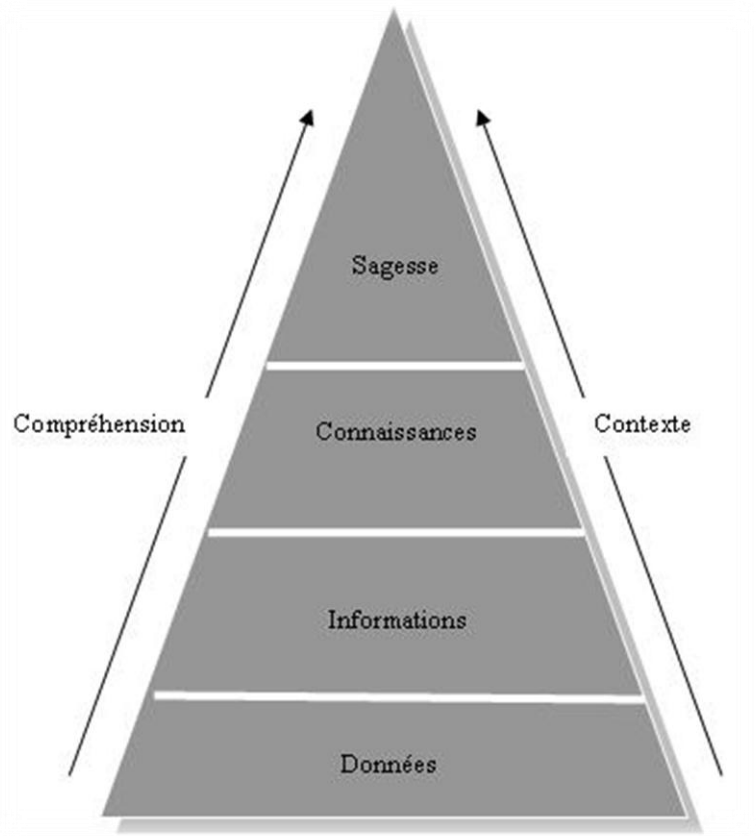 Sagesse
Compréhension
Connaissances
Contexte
Informations
Données